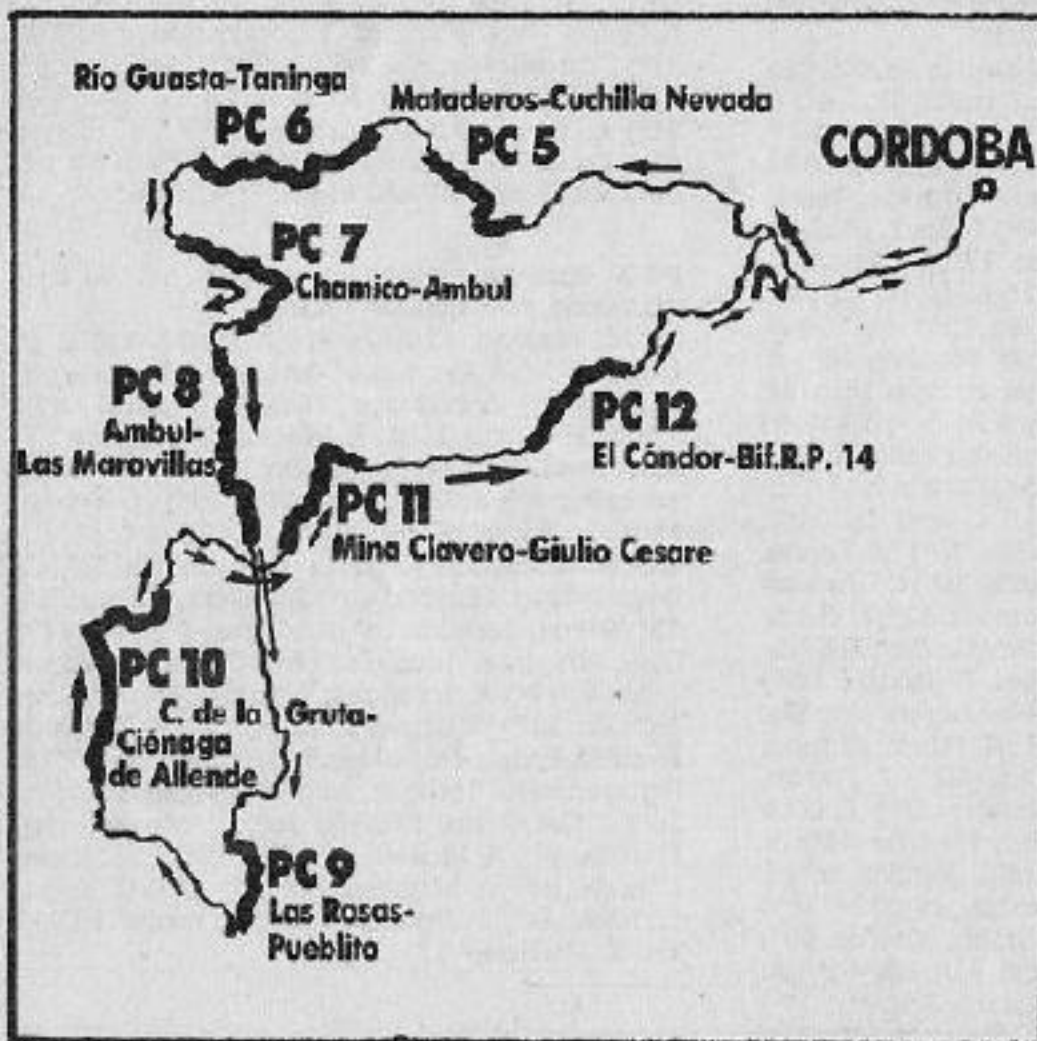 Río Guasta-Taninga
PC 6
Mataderos-Cuchilla Nevada
PC 5
CORDOBA
PC 7
Chamico-Ambul
PC 8
Ambul-
Las Maravillas
PC 12
El Cóndor-Bif.R.P. 14
PC 11
Mina Clavero-Giulio Cesare
PC 10
C. de la Gruta-
Ciónaga
de Allende
PC 9
Las Rosas-
Pueblito